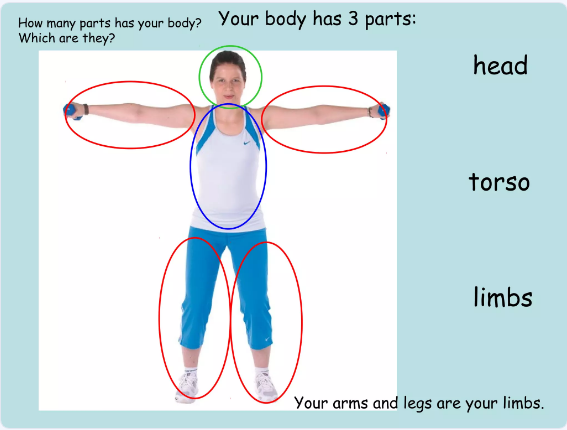 How many parts has your body?
Which are they?
Your body has 3 parts:
head
torso
limbs
Your arms and legs are your limbs.